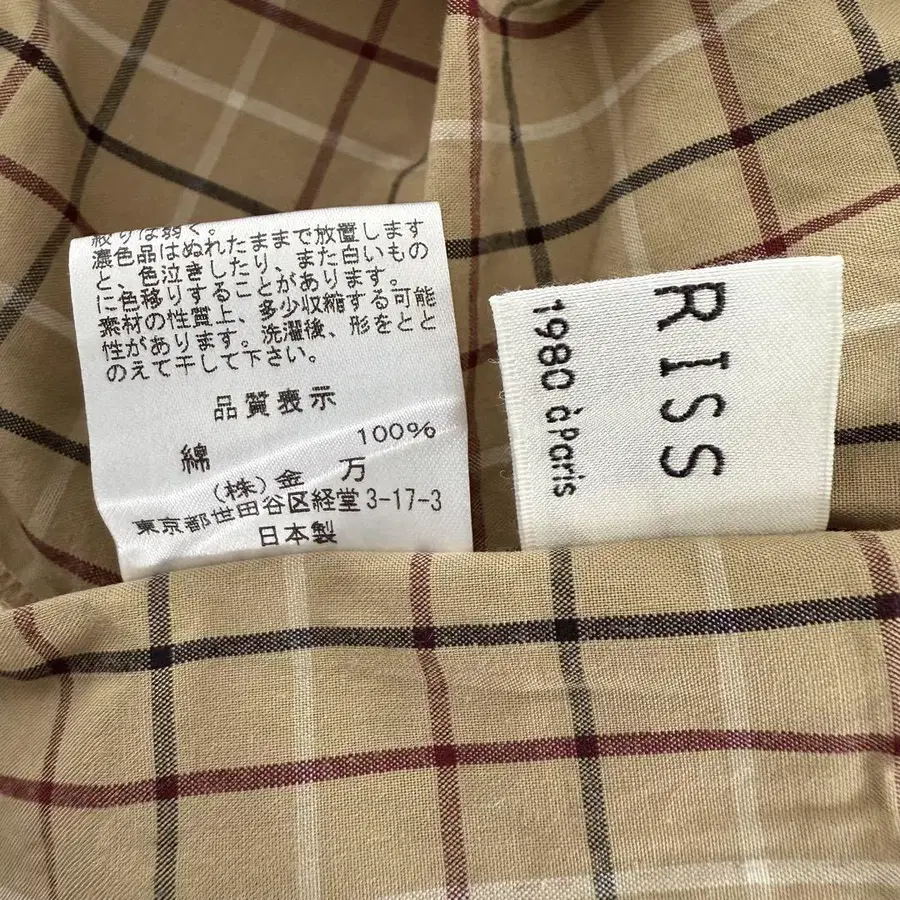 絞りは弱く。
濃色品はぬれたままで放置します
と、色泣きしたり、また白いもの
に色移りすることがあります。
素材の性質上、多少収縮する可能
性があります。洗濯後、形をとと
のえて干して下さい。
品質表示
綿 100%
(株)金 万
東京都世田谷区経堂3-17-3
日本製
RISS
1980 à Paris